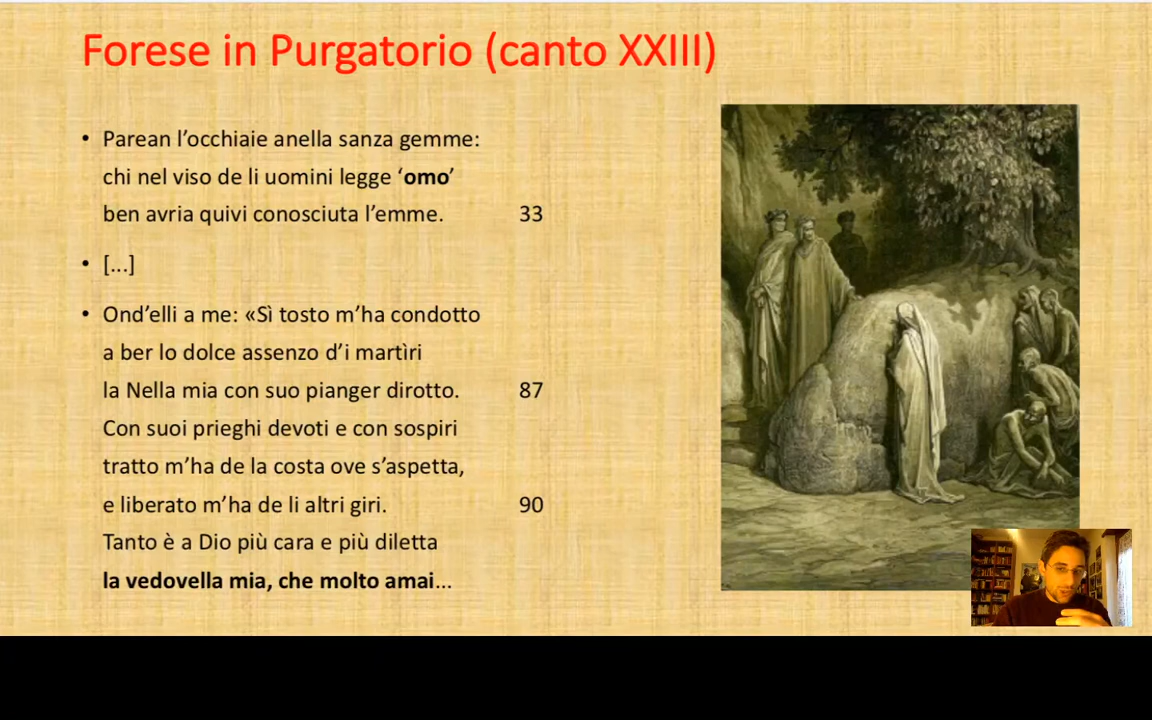 Forese in Purgatorio (canto XXIII)
• Parean l’occhiaie anella sanza gemme:
chi nel viso de li uomini legge ‘omo’
ben avria quivi conosciuta l’emme. 33
• [...]
• Ond’elli a me: «Sì tosto m’ha condotto
a ber lo dolce assenzo d’i martìri
la Nella mia con suo pianger dirotto. 87
Con suoi prieghi devoti e con sospiri
tratto m’ha de la costa ove s’aspetta,
e liberato m’ha de li altri giri. 90
Tanto è a Dio più cara e più diletta
la vedovella mia, che molto amai...